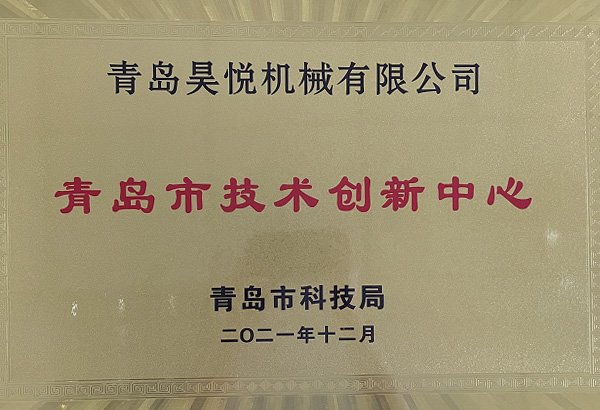 青岛昊悦机械有限公司
青岛市技术创新中心
青岛市科技局
二〇二一年十二月